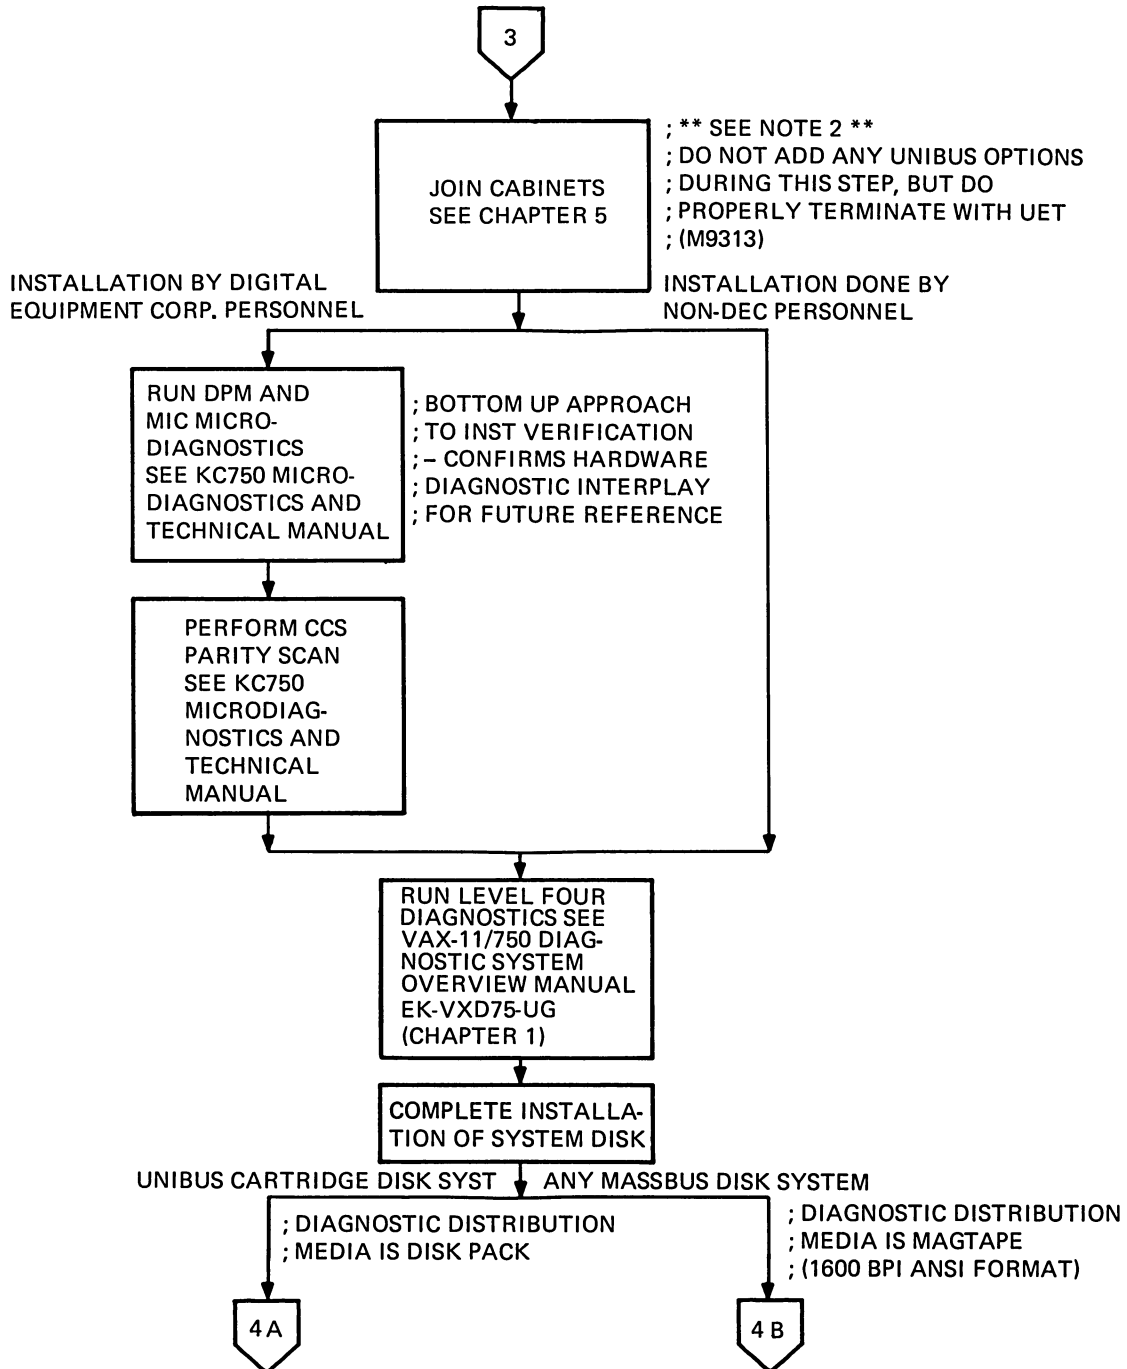 3
JOIN CABINETS
SEE CHAPTER 5
; ** SEE NOTE 2 **
; DO NOT ADD ANY UNIBUS OPTIONS
; DURING THIS STEP, BUT DO
; PROPERLY TERMINATE WITH UET
; (M9313)
INSTALLATION BY DIGITAL
EQUIPMENT CORP. PERSONNEL
INSTALLATION DONE BY
NON-DEC PERSONNEL
RUN DPM AND
MIC MICRO-
DIAGNOSTICS
SEE KC750 MICRO-
DIAGNOSTICS AND
TECHNICAL MANUAL
; BOTTOM UP APPROACH
; TO INST VERIFICATION
; – CONFIRMS HARDWARE
; DIAGNOSTIC INTERPLAY
; FOR FUTURE REFERENCE
PERFORM CCS
PARITY SCAN
SEE KC750
MICRODIAG-
NOSTICS AND
TECHNICAL
MANUAL
RUN LEVEL FOUR
DIAGNOSTICS SEE
VAX-11/750 DIAG-
NOSTIC SYSTEM
OVERVIEW MANUAL
EK-VXD75-UG
(CHAPTER 1)
COMPLETE INSTALLA-
TION OF SYSTEM DISK
UNIBUS CARTRIDGE DISK SYST
ANY MASSBUS DISK SYSTEM
; DIAGNOSTIC DISTRIBUTION
; MEDIA IS DISK PACK
; DIAGNOSTIC DISTRIBUTION
; MEDIA IS MAGTAPE
; (1600 BPI ANSI FORMAT)
4A
4B